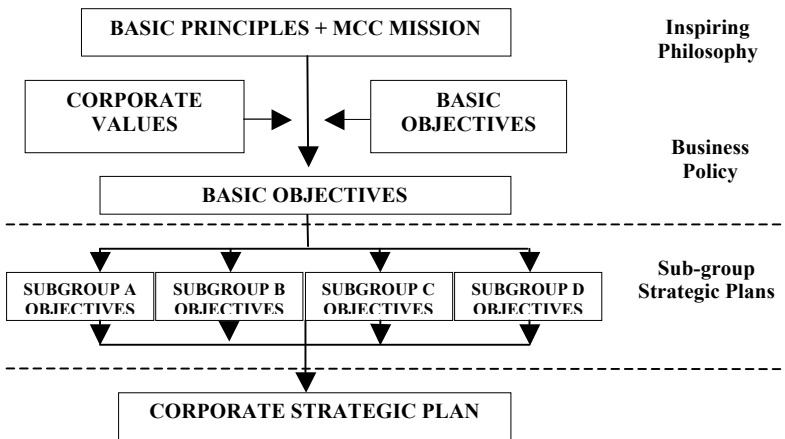 BASIC PRINCIPLES + MCC MISSION
Inspiring
Philosophy
CORPORATE
VALUES
BASIC
OBJECTIVES
Business
Policy
BASIC OBJECTIVES
SUBGROUP A
OBJECTIVES
SUBGROUP B
OBJECTIVES
SUBGROUP C
OBJECTIVES
SUBGROUP D
OBJECTIVES
Sub-group
Strategic Plans
CORPORATE STRATEGIC PLAN